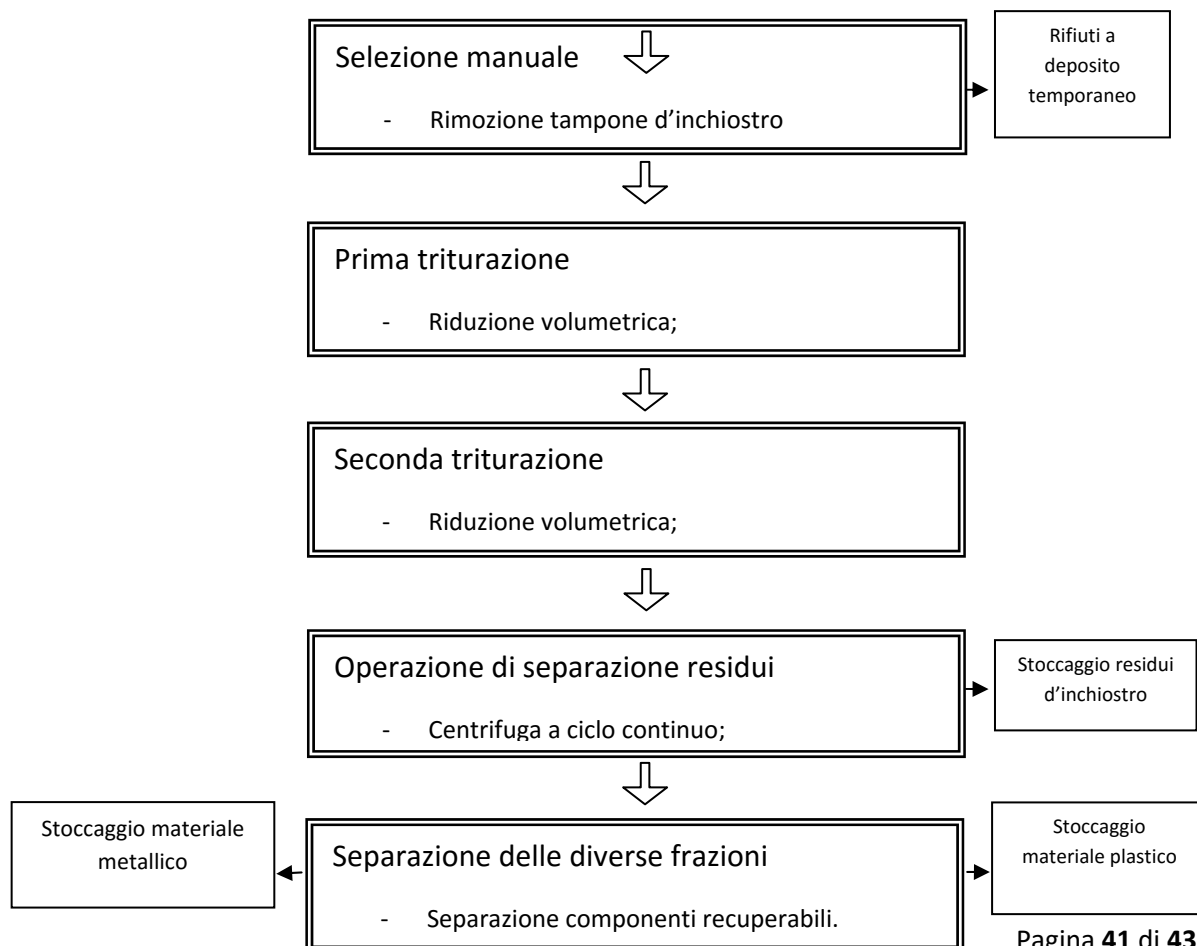 Selezione manuale
- Rimozione tampone d'inchiostro
Rifiuti a
deposito
temporaneo
Prima triturazione
- Riduzione volumetrica;
Seconda triturazione
- Riduzione volumetrica;
Operazione di separazione residui
- Centrifuga a ciclo continuo;
Stoccaggio residui
d'inchiostro
Stoccaggio materiale
metallico
Separazione delle diverse frazioni
- Separazione componenti recuperabili.
Stoccaggio
materiale plastico
Pagina 41 di 43